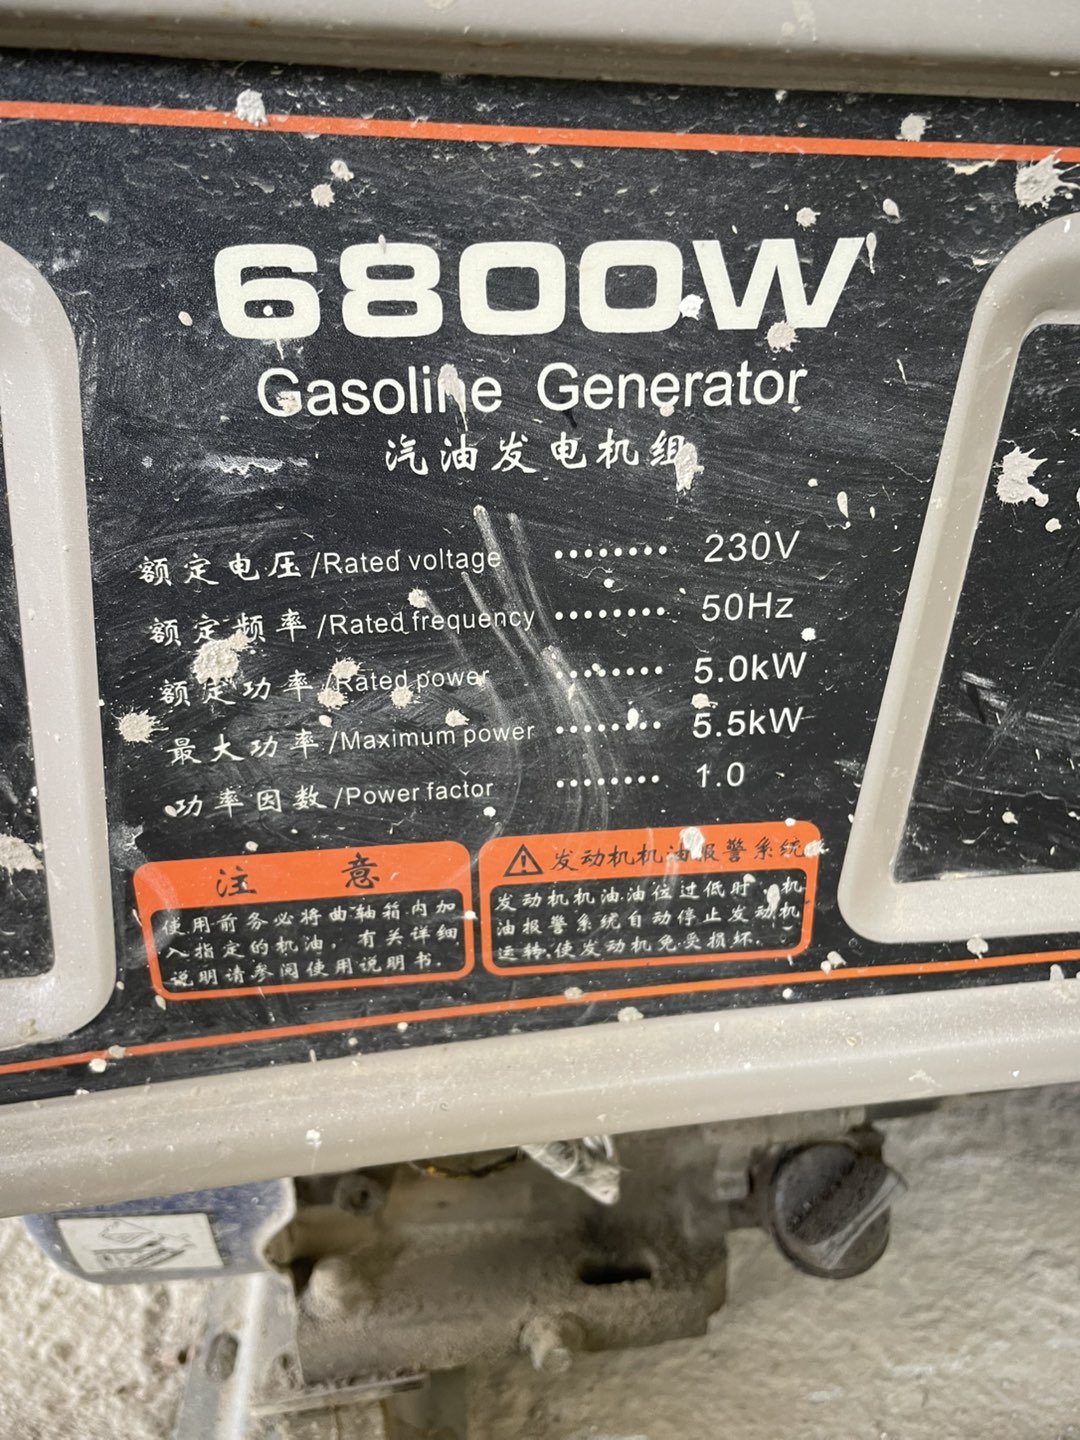 6800W
Gasoline Generator
汽油发电机组
额定电压/Rated voltage ........ 230V
额定频率/Rated frequency ........ 50Hz
额定功率/Rated power ........ 5.0kW
最大功率/Maximum power ........ 5.5kW
功率因数/Power factor ........ 1.0
注 意
使用前务必将曲轴箱内加
入指定的机油，有关详细
说明请参阅使用说明书.
发动机机油报警系统
发动机机油油位过低时，机
油报警系统自动停止发动机
运转.使发动机免受损坏.